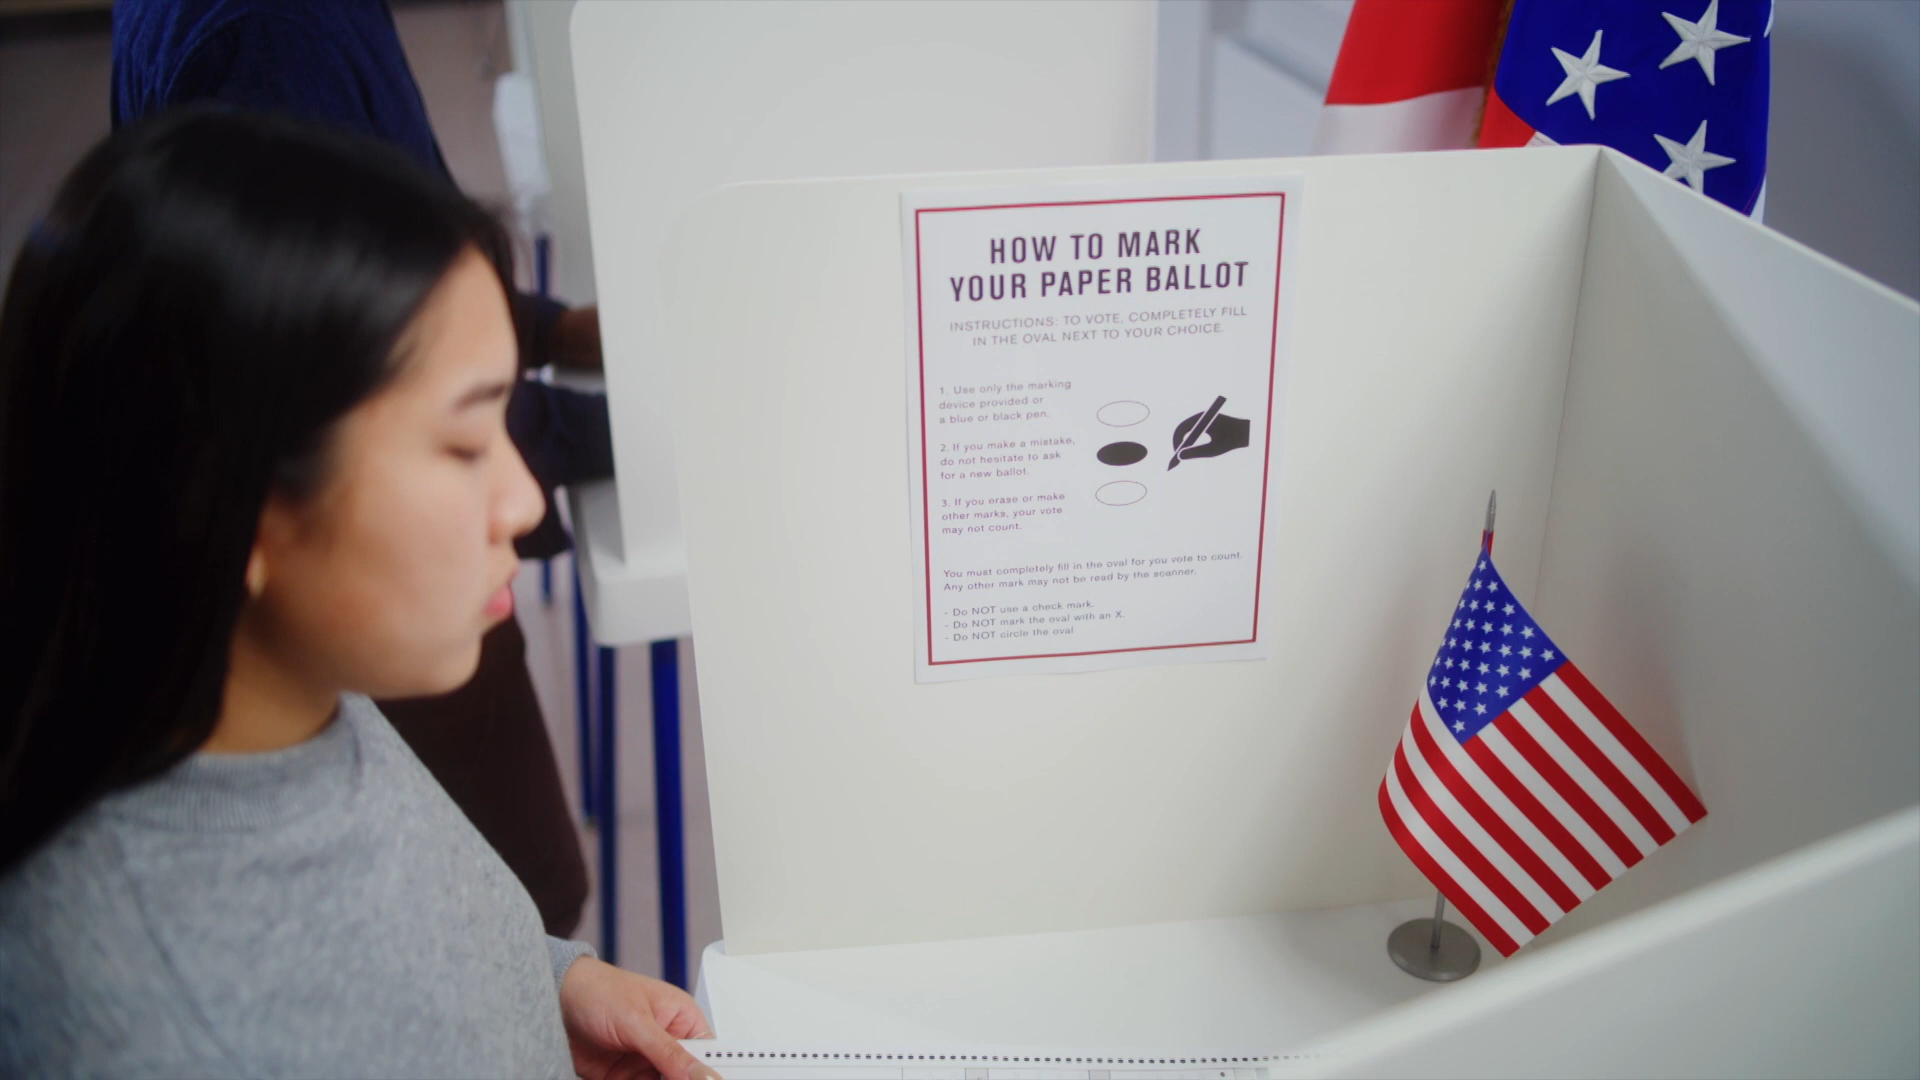 HOW TO MARK
YOUR PAPER BALLOT
INSTRUCTIONS: TO VOTE, COMPLETELY FILL
IN THE OVAL NEXT TO YOUR CHOICE.
1. Use only the marking
device provided or
a blue or black pen.
2. If you make a mistake,
do not hesitate to ask
for a new ballot.
3. If you erase or make
other marks, your vote
may not count.
You must completely fill in the oval for you vote to count.
Any other mark may not be read by the scanner.
- Do NOT use a check mark.
- Do NOT mark the oval with an X.
- Do NOT circle the oval